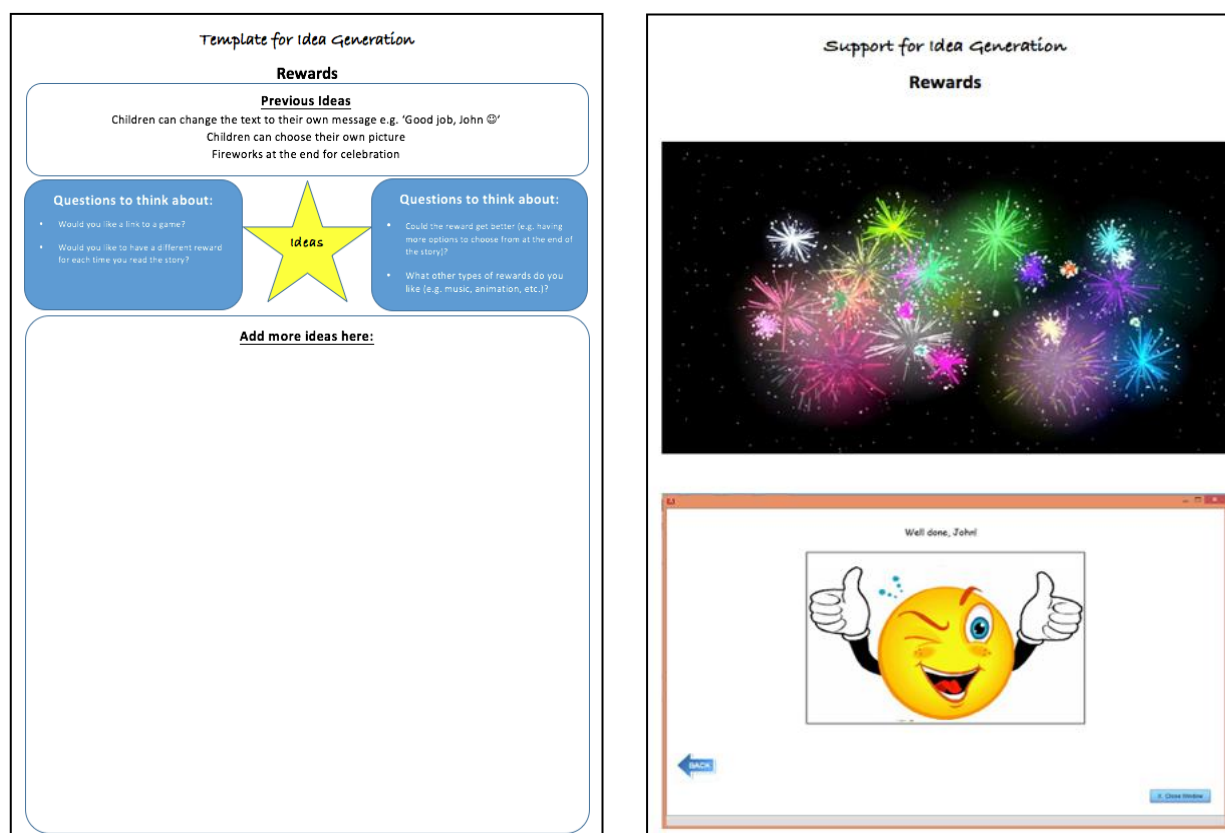 Template for Idea Generation
Rewards
Previous Ideas
Children can change the text to their own message e.g. ‘Good job, John ☺’
Children can choose their own picture
Fireworks at the end for celebration
Questions to think about:
• Would you like a link to a game?
• Would you like to have a different reward
for each time you read the story?
Ideas
Questions to think about:
• Could the reward get better (e.g. having
more options to choose from at the end of
the story)?
• What other types of rewards do you
like (e.g. music, animation, etc.)?
Add more ideas here:
Support for Idea Generation
Rewards
Well done, John!
BACK
X Close Window